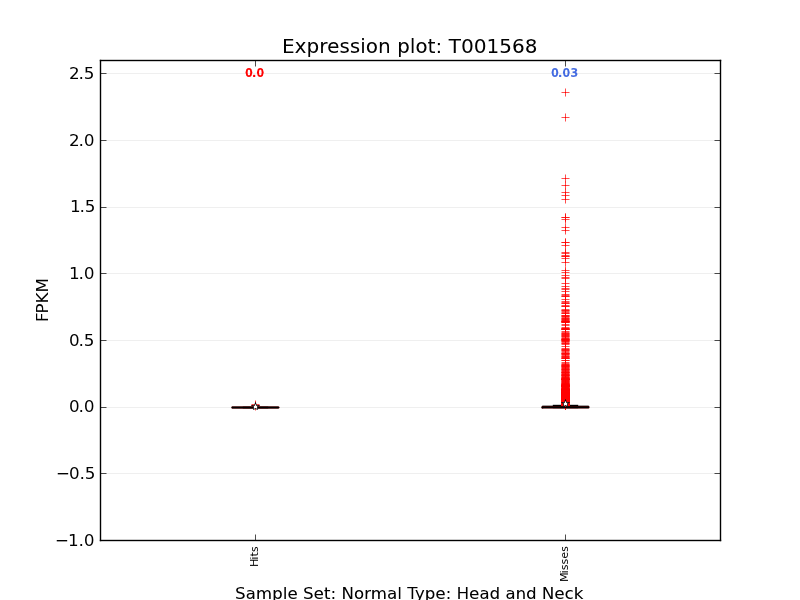 Expression plot: T001568
0.0
0.03
2.5
2.0
1.5
1.0
0.5
0.0
−0.5
−1.0
FPKM
Hits
Misses
Sample Set: Normal Type: Head and Neck